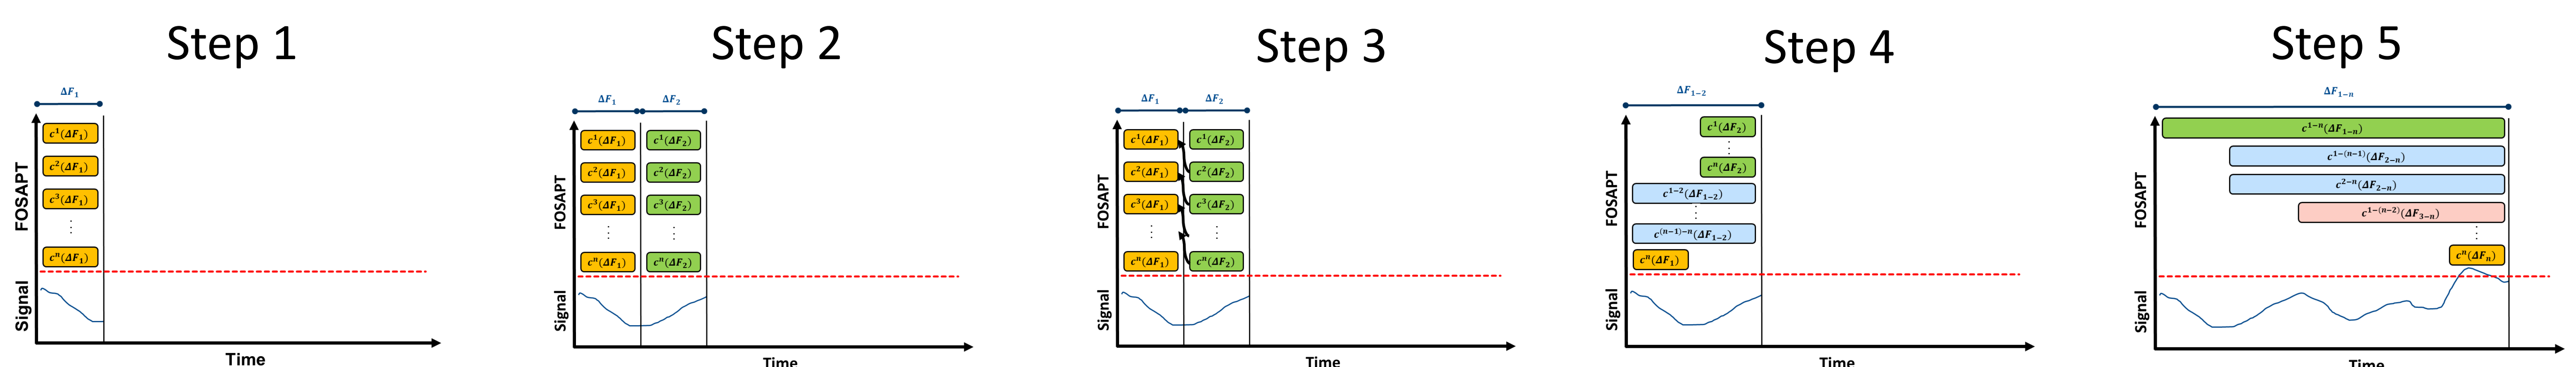 Step 1
ΔF₁
c¹(ΔF₁)
c²(ΔF₁)
c³(ΔF₁)
⋮
cⁿ(ΔF₁)
FOSAPT
Signal
Time
Step 2
ΔF₁ ΔF₂
c¹(ΔF₁) c¹(ΔF₂)
c²(ΔF₁) c²(ΔF₂)
c³(ΔF₁) c³(ΔF₂)
⋮ ⋮
cⁿ(ΔF₁) cⁿ(ΔF₂)
FOSAPT
Signal
Time
Step 3
ΔF₁ ΔF₂
c¹(ΔF₁) c¹(ΔF₂)
c²(ΔF₁) c²(ΔF₂)
c³(ΔF₁) c³(ΔF₂)
⋮ ⋮
cⁿ(ΔF₁) cⁿ(ΔF₂)
FOSAPT
Signal
Time
Step 4
ΔF₁₋₂
c¹(ΔF₂)
⋮
cⁿ(ΔF₂)
c¹⁻²(ΔF₁₋₂)
⋮
c⁽ⁿ⁻¹⁾⁻ⁿ(ΔF₁₋₂)
cⁿ(ΔF₁)
FOSAPT
Signal
Time
Step 5
ΔF₁₋ₙ
c¹⁻ⁿ(ΔF₁₋ₙ)
c¹⁻⁽ⁿ⁻¹⁾(ΔF₂₋ₙ)
c²⁻ⁿ(ΔF₂₋ₙ)
c¹⁻⁽ⁿ⁻²⁾(ΔF₃₋ₙ)
⋮
cⁿ(ΔFₙ)
FOSAPT
Signal
Time